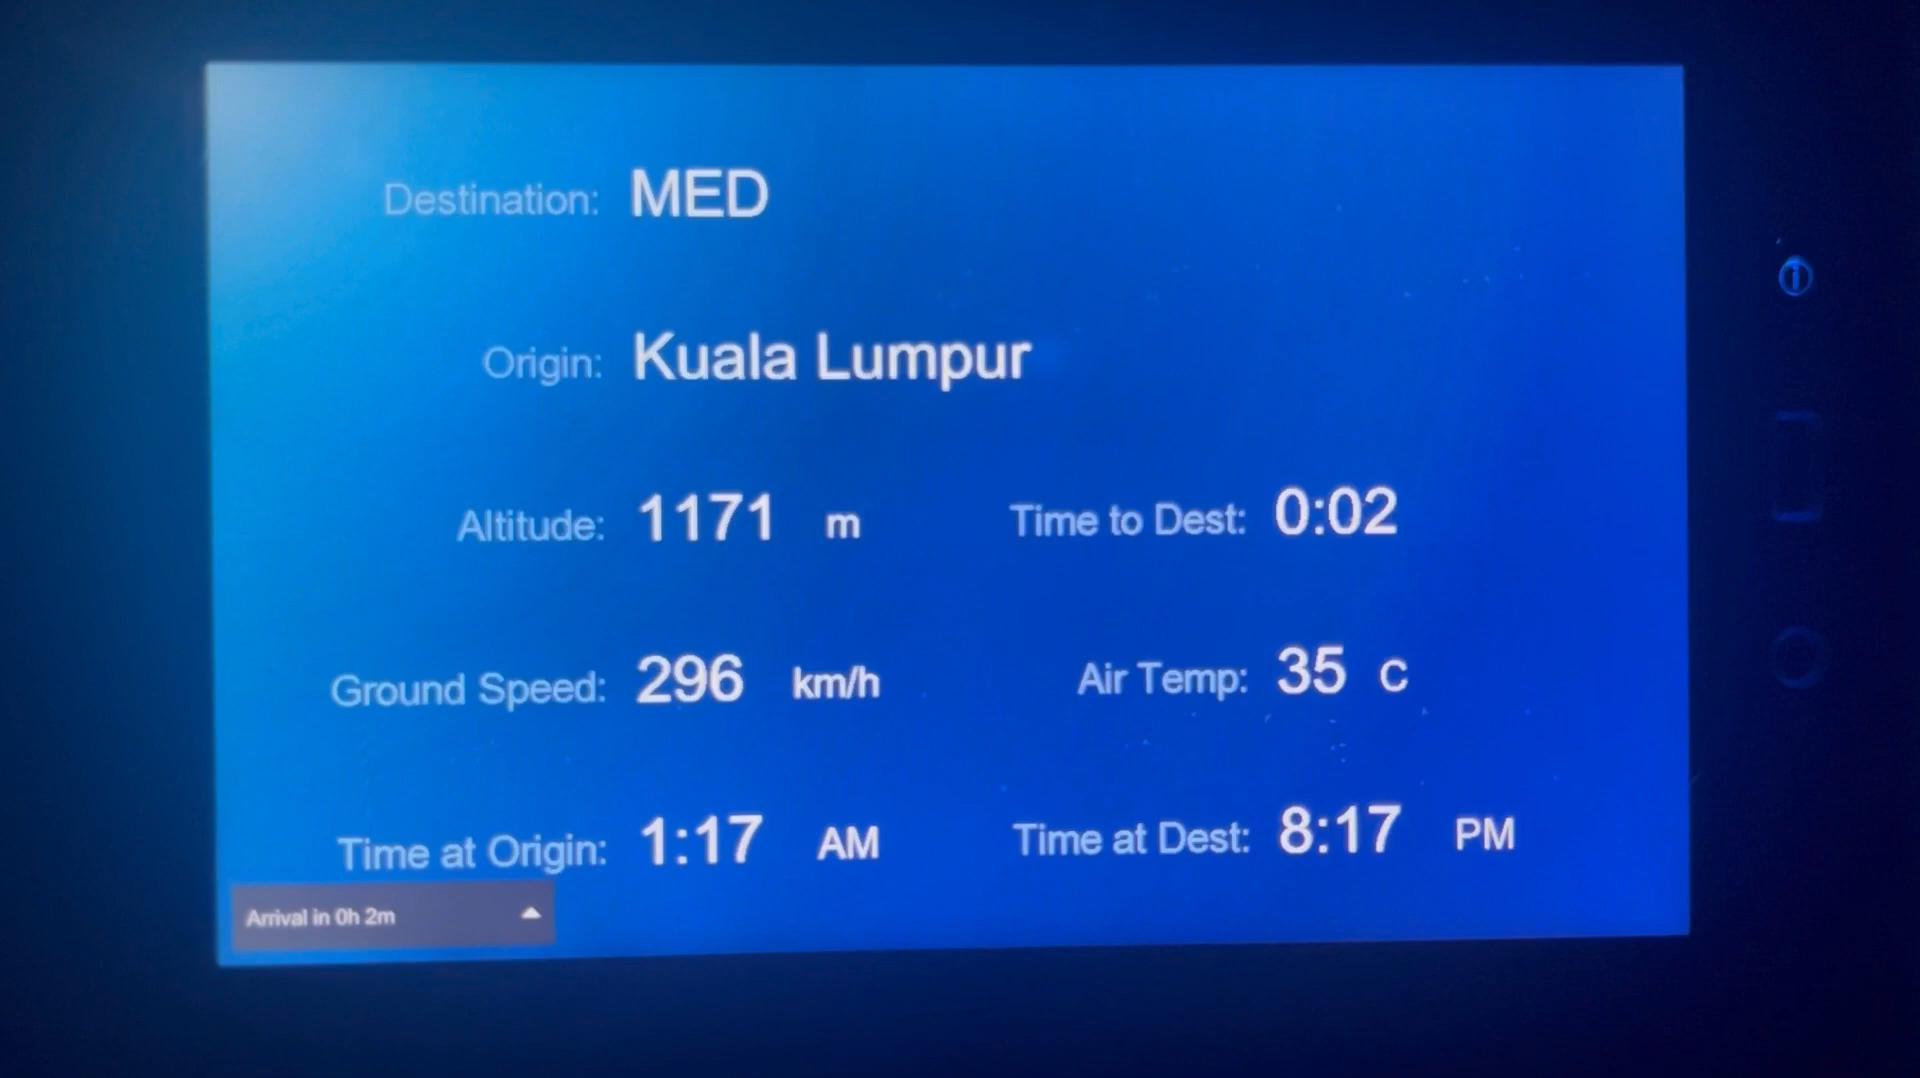 Destination: MED
Origin: Kuala Lumpur
Altitude: 1171 m Time to Dest: 0:02
Ground Speed: 296 km/h Air Temp: 35 C
Time at Origin: 1:17 AM Time at Dest: 8:17 PM
Arrival in 0h 2m